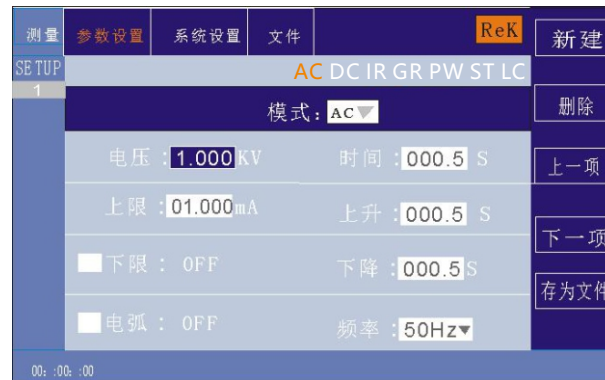 测量 参数设置 系统设置 文件 ReK 新建
SETUP AC DC IR GR PW ST LC
1
模式：AC 删除
电压：1.000KV 时间：000.5 S 上一项
上限：01.000mA 上升：000.5 S
下一项
下限：OFF 下降：000.5 S
存为文件
电弧：OFF 频率：50Hz
00：:00：:00